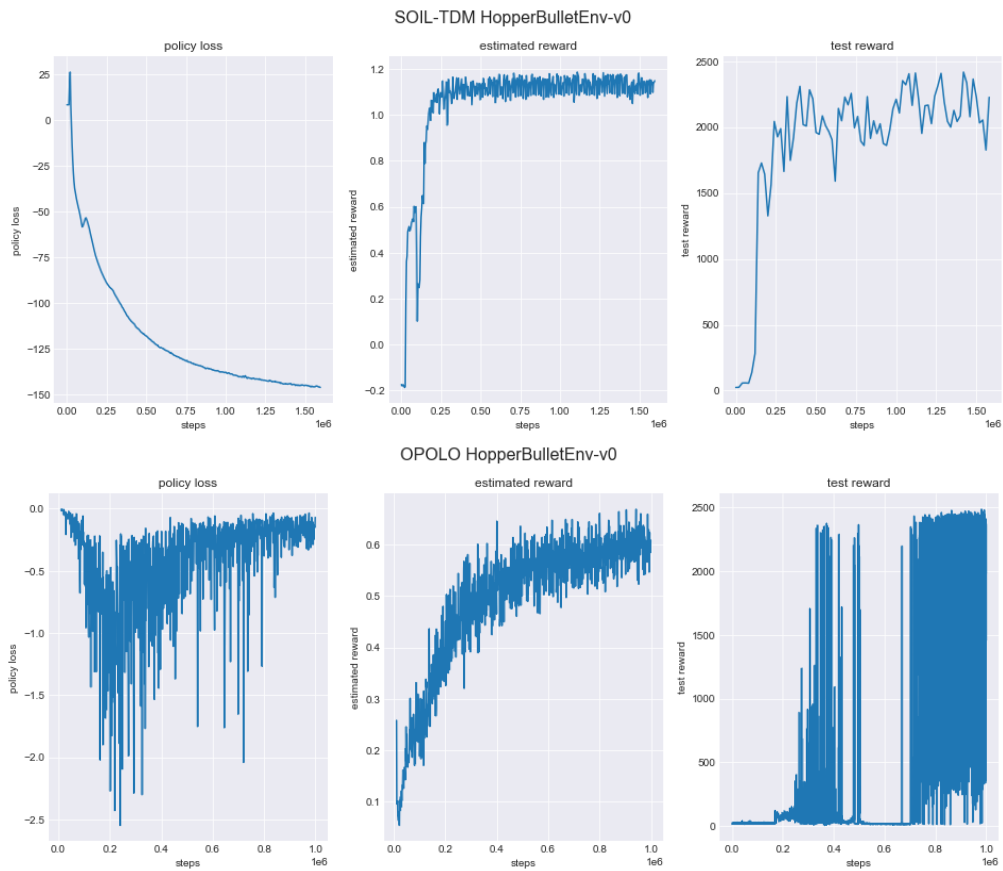 SOIL-TDM HopperBulletEnv-v0
policy loss
estimated reward
test reward
policy loss
25
0
−25
−50
−75
−100
−125
−150
0.00 0.25 0.50 0.75 1.00 1.25 1.50
steps
1e6
estimated reward
1.2
1.0
0.8
0.6
0.4
0.2
0.0
−0.2
0.00 0.25 0.50 0.75 1.00 1.25 1.50
steps
1e6
test reward
2500
2000
1500
1000
500
0
0.00 0.25 0.50 0.75 1.00 1.25 1.50
steps
1e6
OPOLO HopperBulletEnv-v0
policy loss
estimated reward
test reward
policy loss
0.0
−0.5
−1.0
−1.5
−2.0
−2.5
0.0 0.2 0.4 0.6 0.8 1.0
steps
1e6
estimated reward
0.6
0.5
0.4
0.3
0.2
0.1
0.0 0.2 0.4 0.6 0.8 1.0
steps
1e6
test reward
2500
2000
1500
1000
500
0
0.0 0.2 0.4 0.6 0.8 1.0
steps
1e6